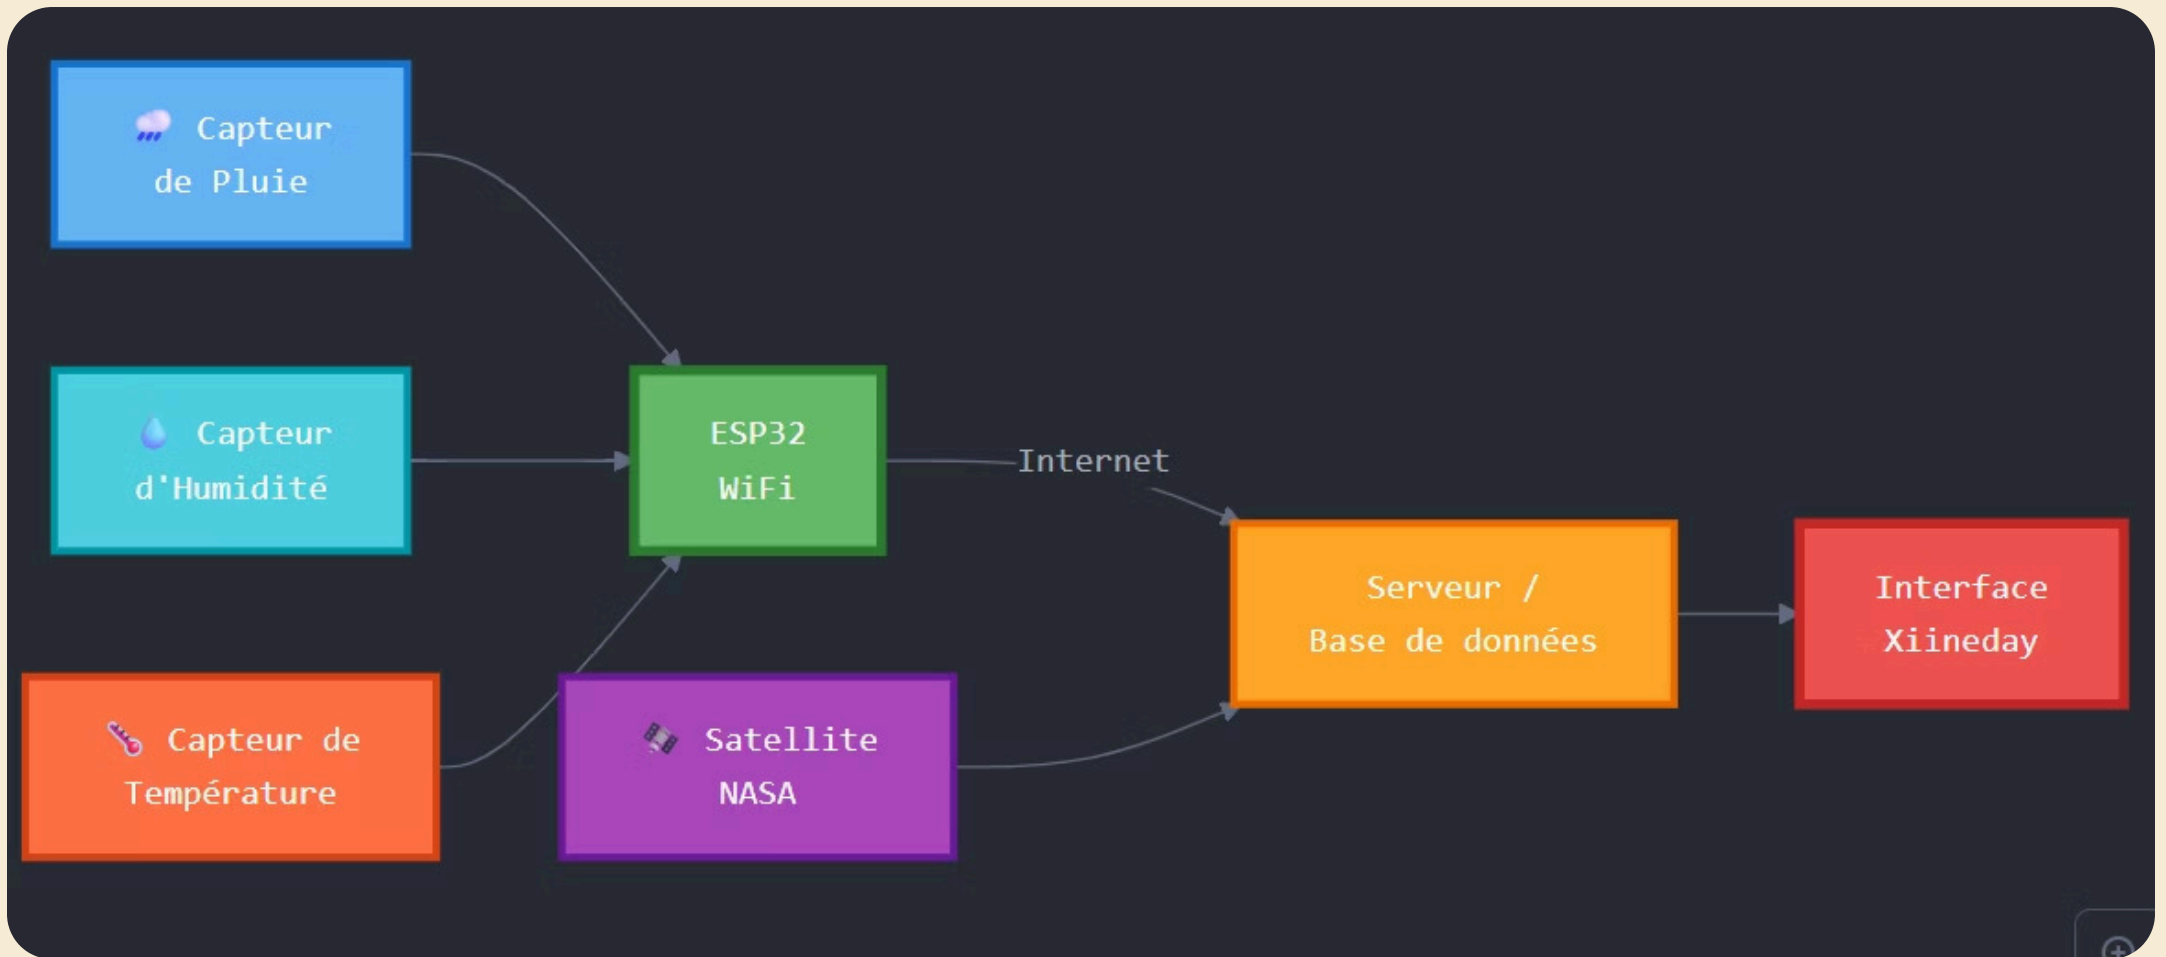 Capteur
de Pluie
Capteur
d'Humidité
Capteur de
Température
ESP32
WiFi
Satellite
NASA
Internet
Serveur /
Base de données
Interface
Xiineday